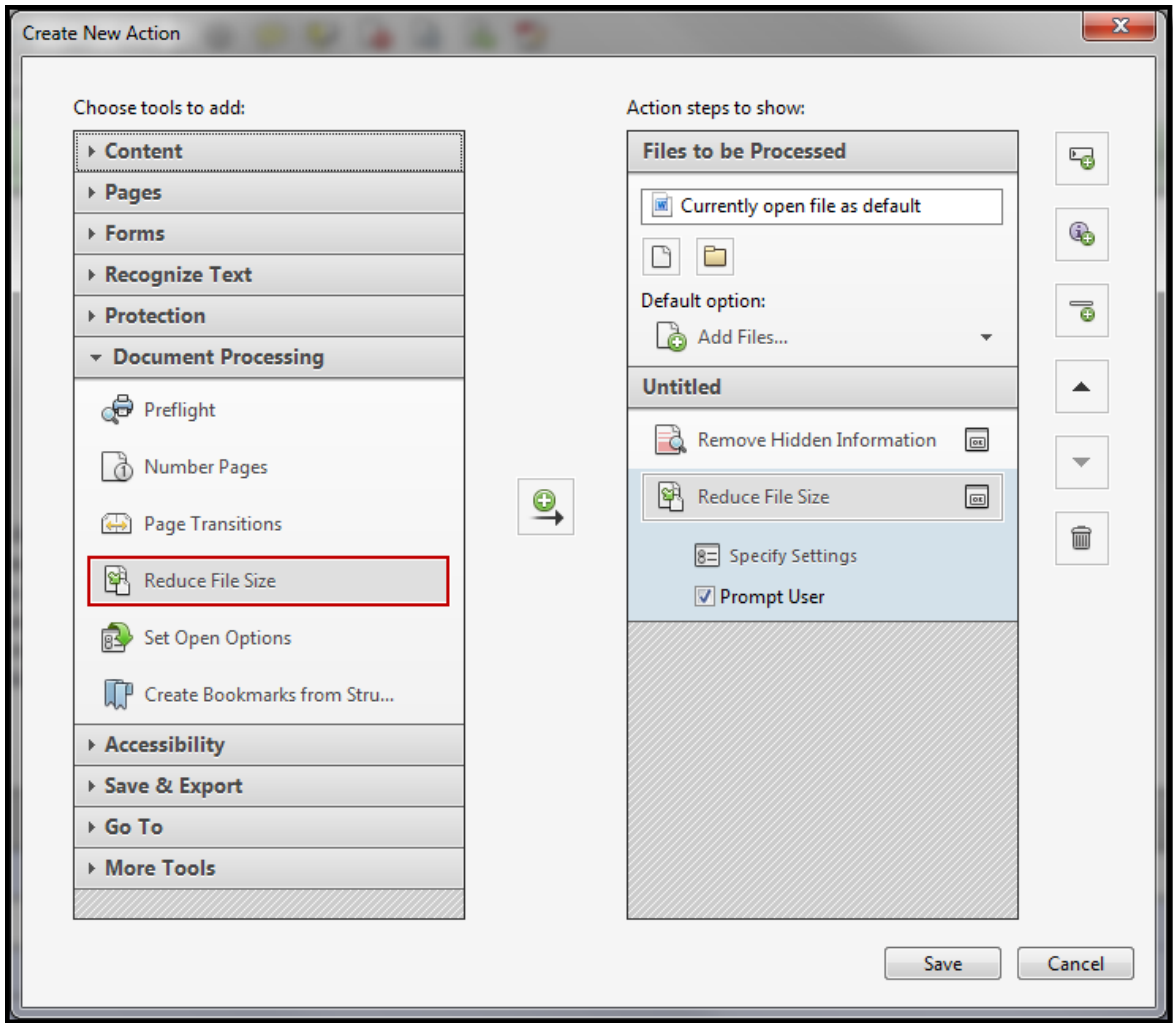 Create New Action
Choose tools to add:
Content
Pages
Forms
Recognize Text
Protection
Document Processing
Preflight
Number Pages
Page Transitions
Reduce File Size
Set Open Options
Create Bookmarks from Stru...
Accessibility
Save & Export
Go To
More Tools
Action steps to show:
Files to be Processed
Currently open file as default
Default option:
Add Files...
Untitled
Remove Hidden Information
Reduce File Size
Specify Settings
Prompt User
Save
Cancel